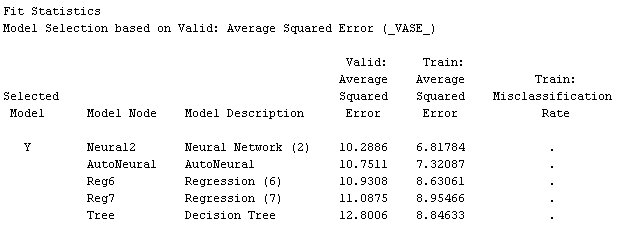 Fit Statistics
Model Selection based on Valid: Average Squared Error (_VASE_)
Valid: Train:
Average Average Train:
Selected Squared Squared Misclassification
Model Model Node Model Description Error Error Rate
Y Neural2 Neural Network (2) 10.2886 6.81784 .
AutoNeural AutoNeural 10.7511 7.32087 .
Reg6 Regression (6) 10.9308 8.63061 .
Reg7 Regression (7) 11.0875 8.95466 .
Tree Decision Tree 12.8006 8.84633 .